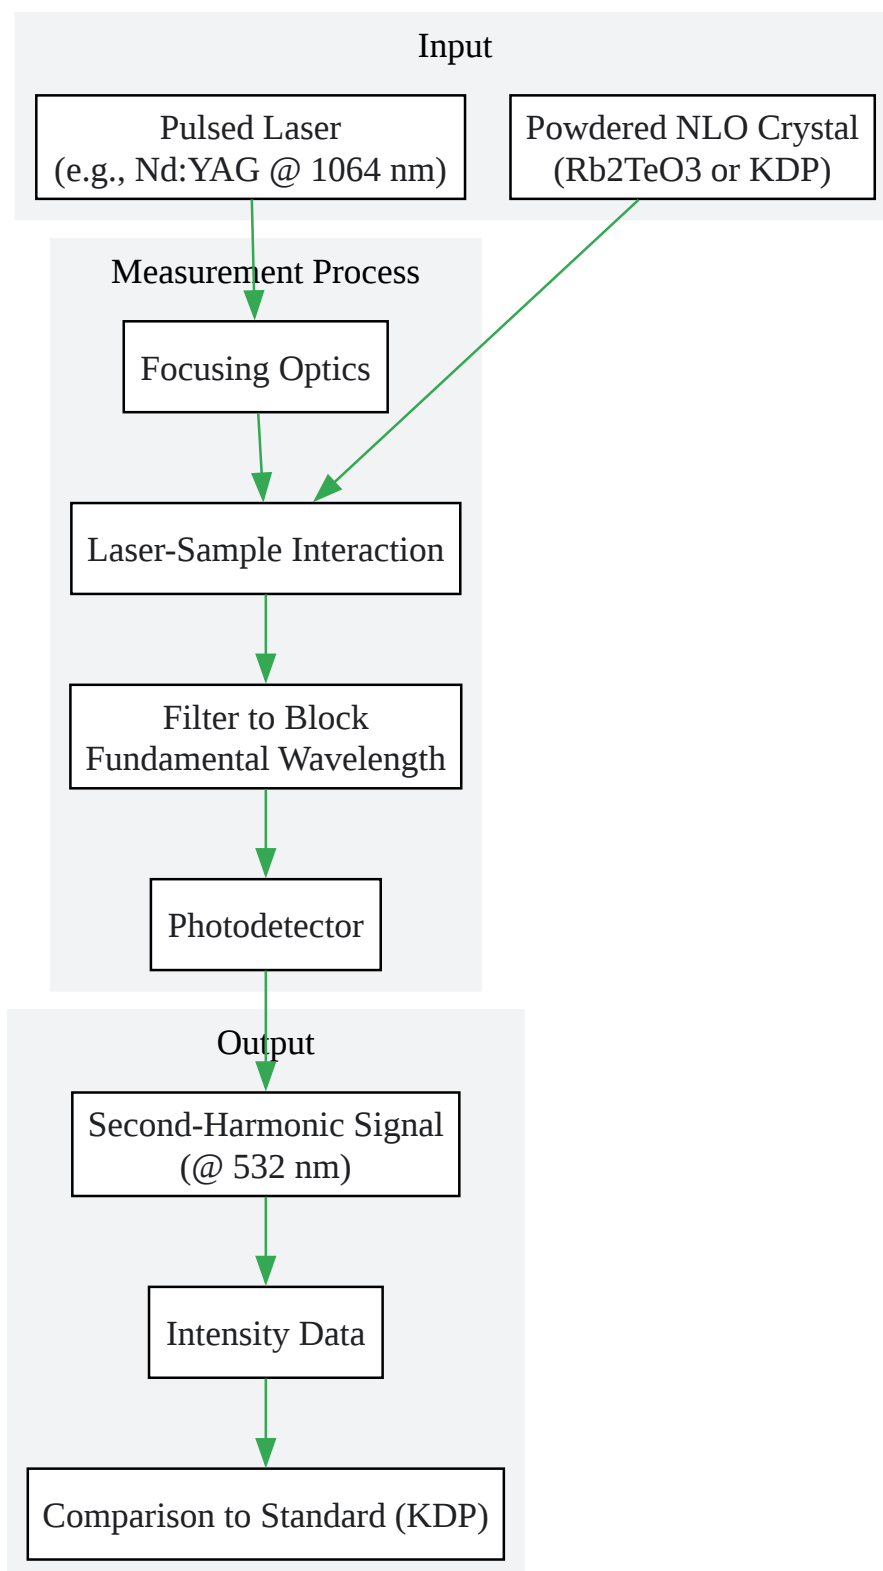 Input
Pulsed Laser
(e.g., Nd:YAG @ 1064 nm)
Powdered NLO Crystal
(Rb2TeO3 or KDP)
Measurement Process
Focusing Optics
Laser-Sample Interaction
Filter to Block
Fundamental Wavelength
Photodetector
Output
Second-Harmonic Signal
(@ 532 nm)
Intensity Data
Comparison to Standard (KDP)